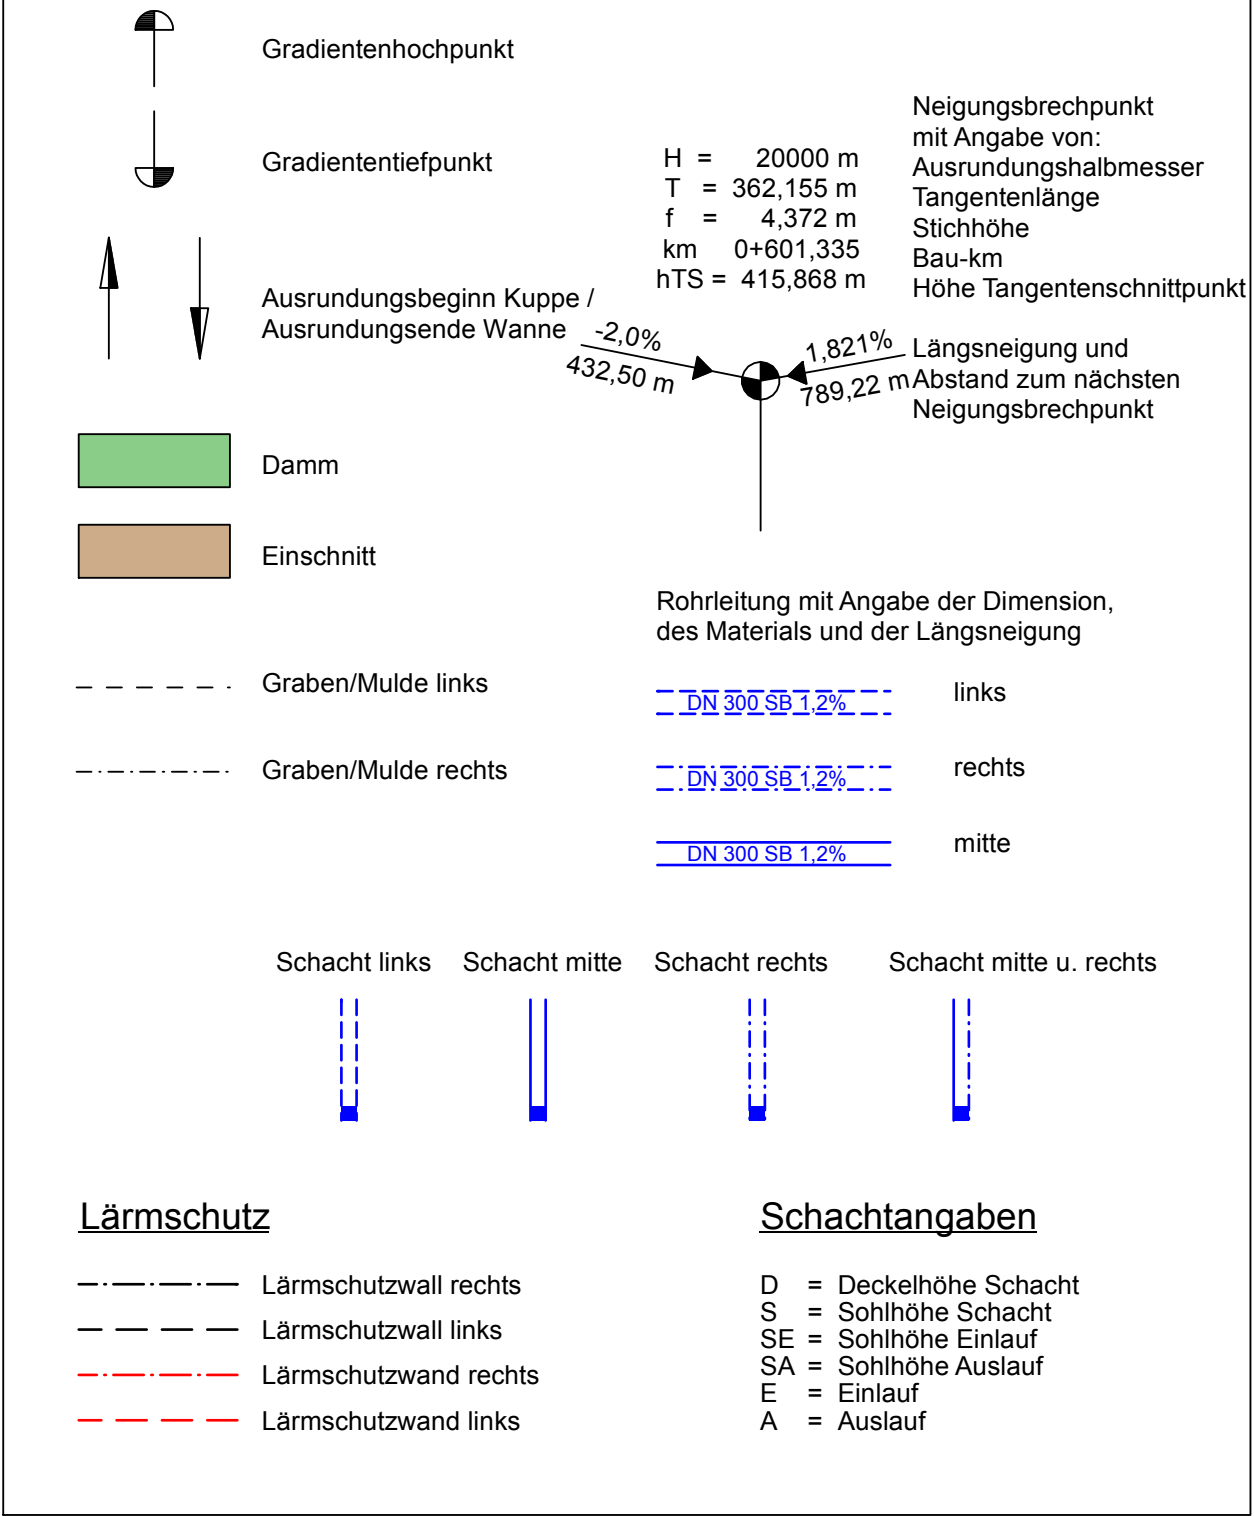 Gradientenhochpunkt
Gradiententiefpunkt
Ausrundungsbeginn Kuppe /
Ausrundungsende Wanne
H = 20000 m
T = 362,155 m
f = 4,372 m
km 0+601,335
hTS = 415,868 m
Neigungsbrechpunkt
mit Angabe von:
Ausrundungshalbmesser
Tangentenlänge
Stichhöhe
Bau-km
Höhe Tangentenschnittpunkt
-2,0%
432,50 m
1,821%
789,22 m
Längsneigung und
Abstand zum nächsten
Neigungsbrechpunkt
Damm
Einschnitt
Graben/Mulde links
Graben/Mulde rechts
Rohrleitung mit Angabe der Dimension,
des Materials und der Längsneigung
DN 300 SB 1,2% links
DN 300 SB 1,2% rechts
DN 300 SB 1,2% mitte
Schacht links Schacht mitte Schacht rechts Schacht mitte u. rechts
Lärmschutz
Lärmschutzwall rechts
Lärmschutzwall links
Lärmschutzwand rechts
Lärmschutzwand links
Schachtangaben
D = Deckelhöhe Schacht
S = Sohlhöhe Schacht
SE = Sohlhöhe Einlauf
SA = Sohlhöhe Auslauf
E = Einlauf
A = Auslauf